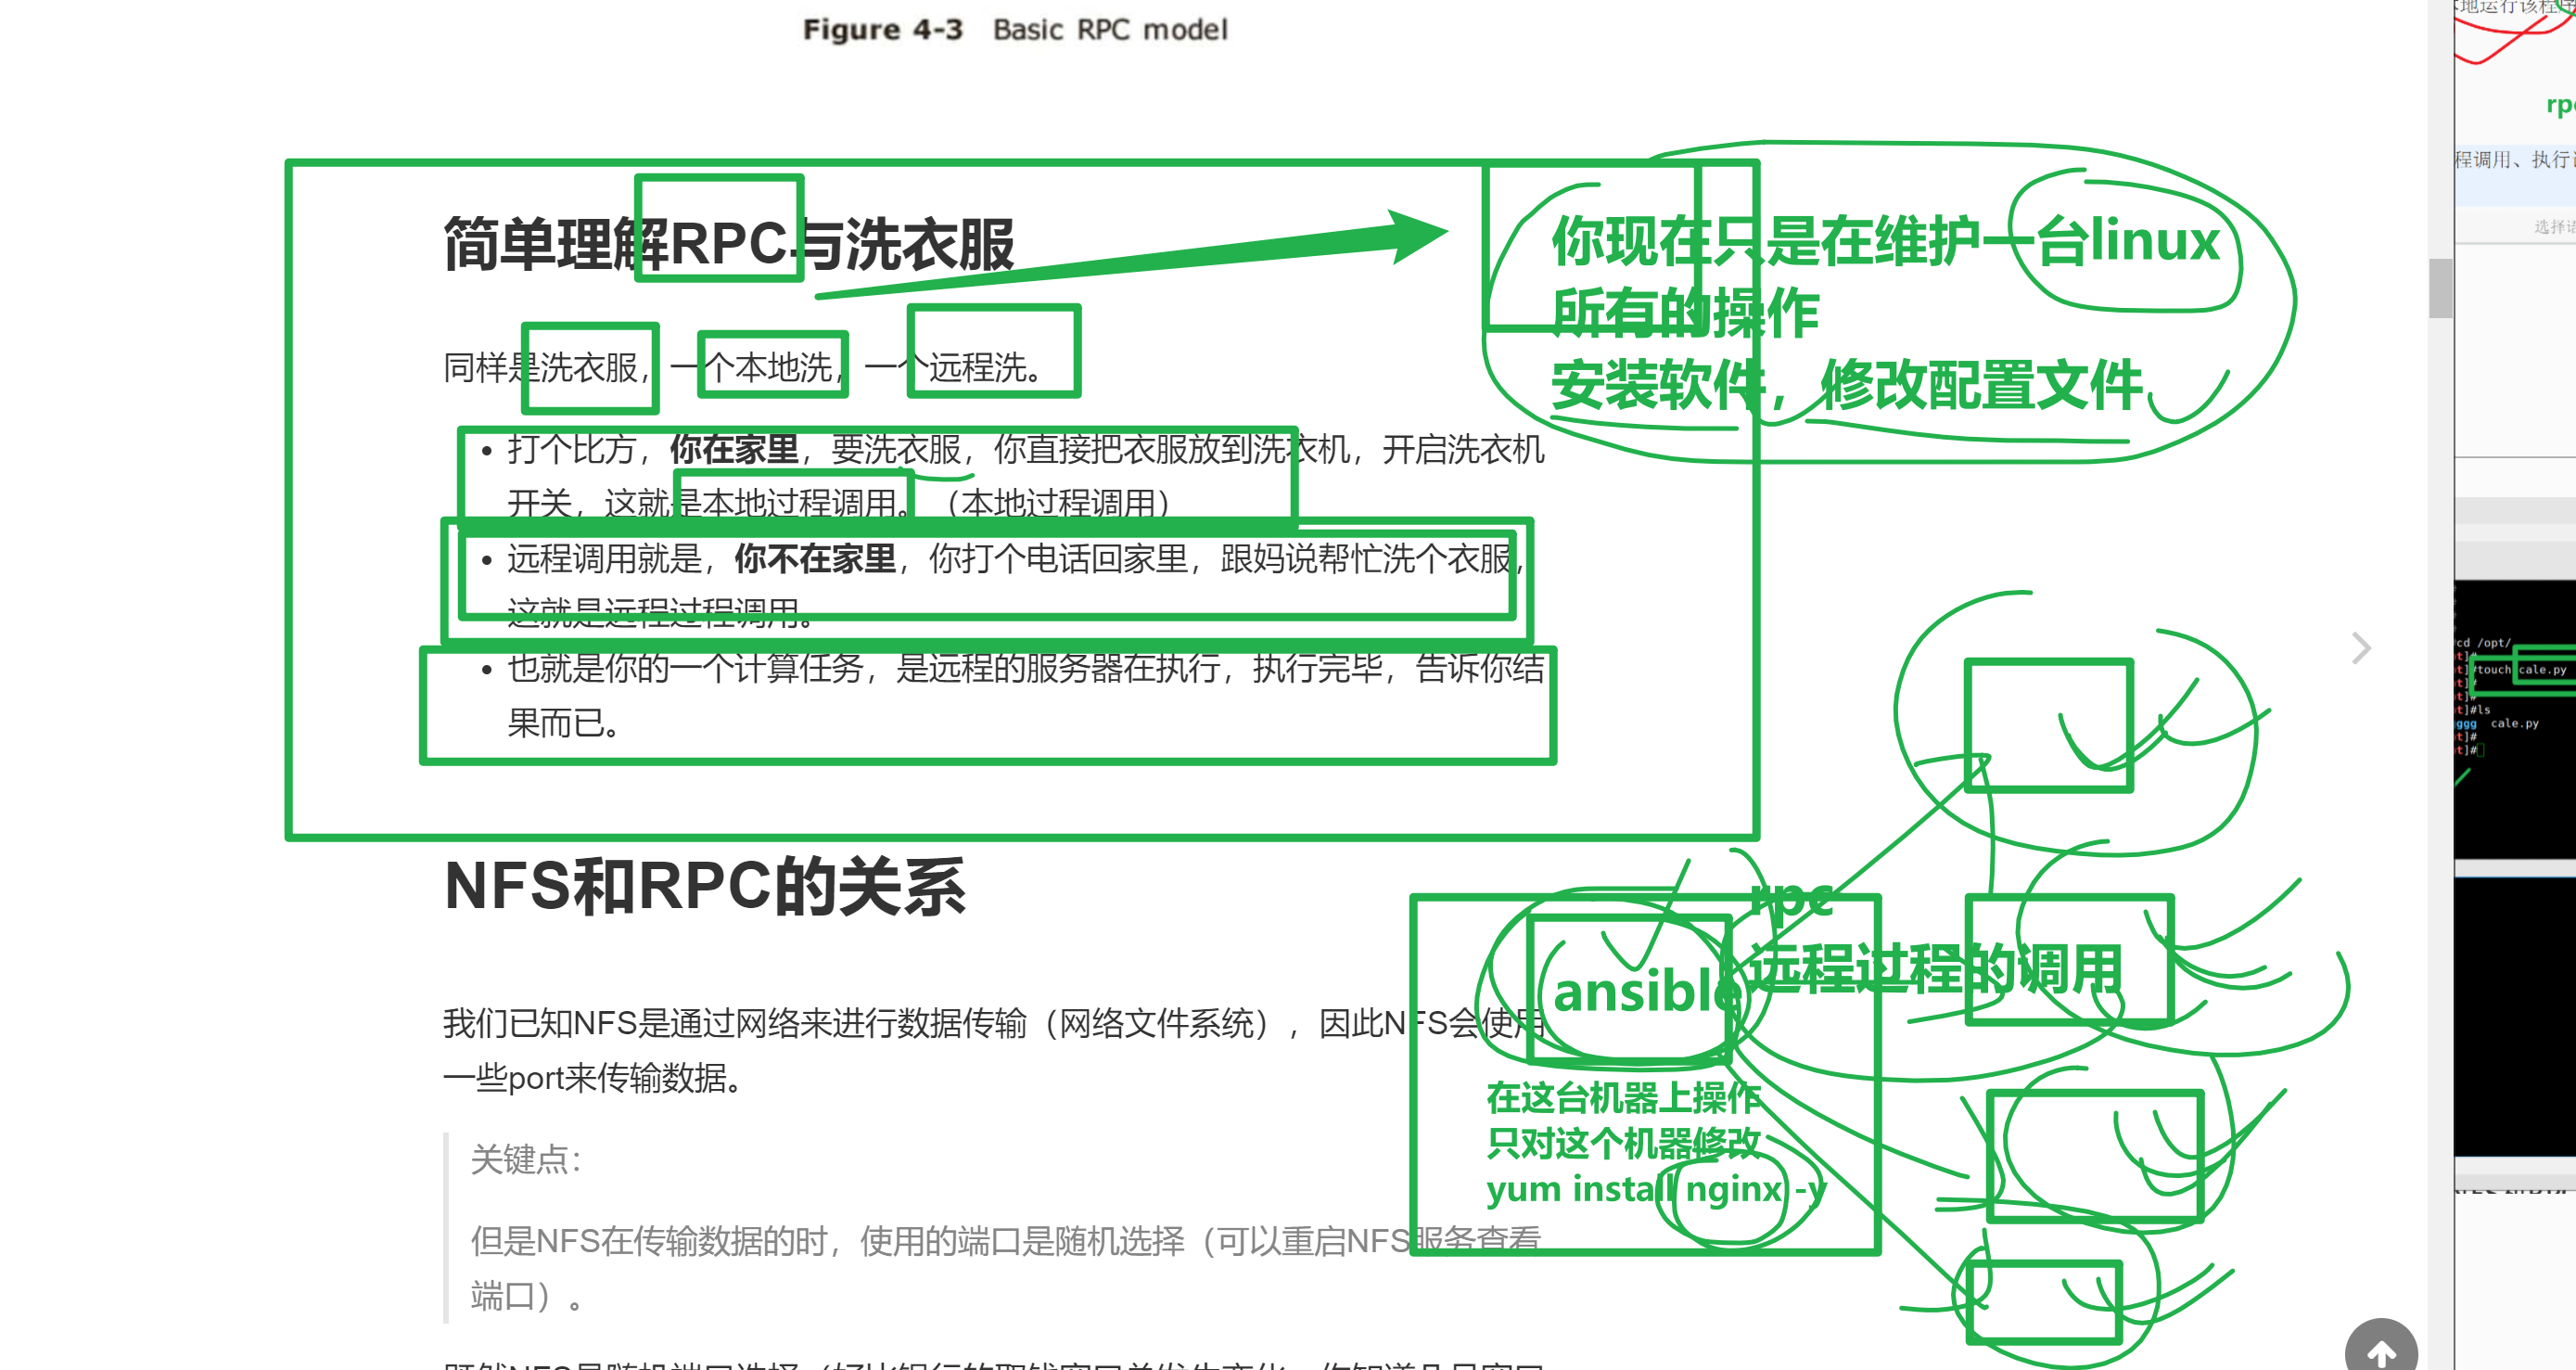 Figure 4-3 Basic RPC model
简单理解RPC与洗衣服
同样是洗衣服，一个本地洗，一个远程洗。
• 打个比方，你在家里，要洗衣服，你直接把衣服放到洗衣机，开启洗衣机
开关，这就是本地过程调用。（本地过程调用）
• 远程调用就是，你不在家里，你打个电话回家里，跟妈说帮忙洗个衣服，
这就是远程过程调用。
• 也就是你的一个计算任务，是远程的服务器在执行，执行完毕，告诉你结
果而已。
你现在只是在维护一台linux
所有的操作
安装软件，修改配置文件
NFS和RPC的关系
我们已知NFS是通过网络来进行数据传输（网络文件系统），因此NFS会使用
一些port来传输数据。
关键点：
但是NFS在传输数据的时，使用的端口是随机选择（可以重启NFS服务查看
端口）。
rpc
远程过程的调用
ansible
在这台机器上操作
只对这个机器修改
yum install nginx -y
地运行该程序
程调用、执行
选择语
cd /opt/
t]#
t]#touch cale.py
t]#
t]#
t]#ls
ggg cale.py
t]#
t]#